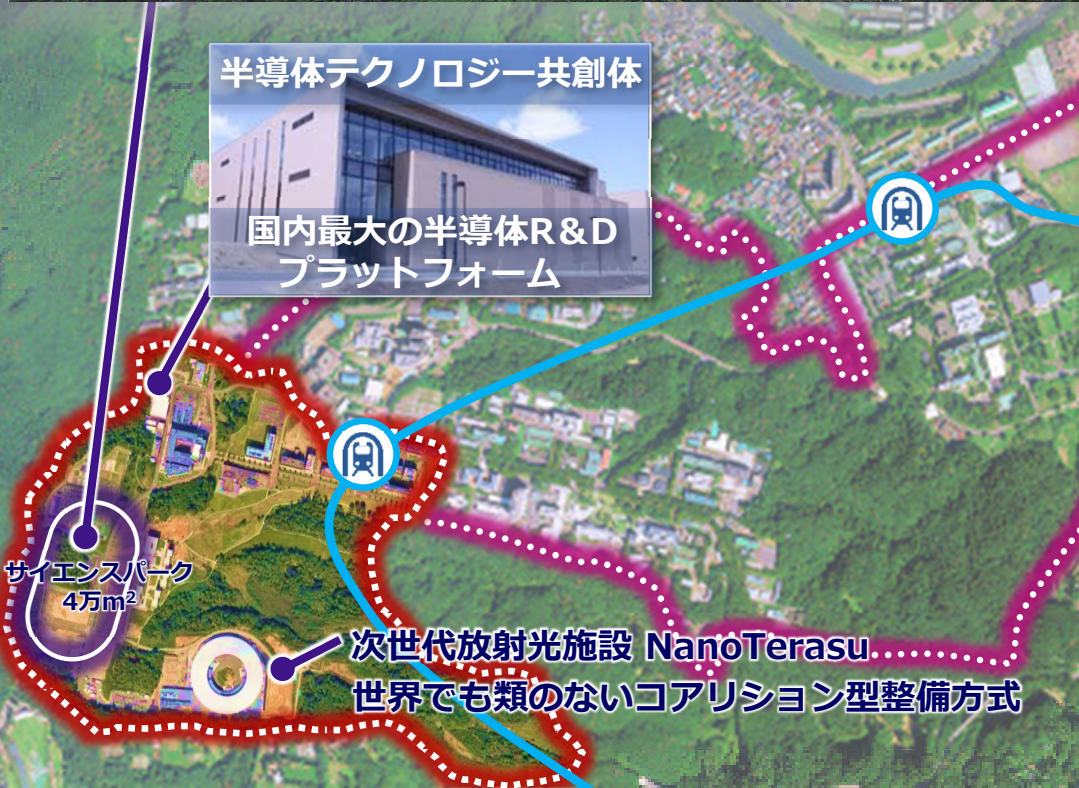 半導体テクノロジー共創体
国内最大の半導体R&D
プラットフォーム
サイエンスパーク
4万m²
次世代放射光施設 NanoTerasu
世界でも類のないコアリション型整備方式